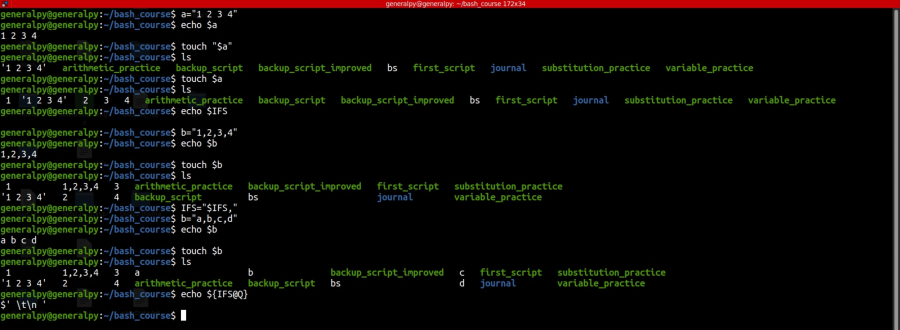 generalpy@generalpy: ~/bash_course 172x34
generalpy@generalpy:~/bash_course$ a="1 2 3 4"
generalpy@generalpy:~/bash_course$ echo $a
1 2 3 4
generalpy@generalpy:~/bash_course$ touch "$a"
generalpy@generalpy:~/bash_course$ ls
'1 2 3 4' arithmetic_practice backup_script backup_script_improved bs first_script journal substitution_practice variable_practice
generalpy@generalpy:~/bash_course$ touch $a
generalpy@generalpy:~/bash_course$ ls
1 '1 2 3 4' 2 3 4 arithmetic_practice backup_script backup_script_improved bs first_script journal substitution_practice variable_practice
generalpy@generalpy:~/bash_course$ echo $IFS
generalpy@generalpy:~/bash_course$ b="1,2,3,4"
generalpy@generalpy:~/bash_course$ echo $b
1,2,3,4
generalpy@generalpy:~/bash_course$ touch $b
generalpy@generalpy:~/bash_course$ ls
1 1,2,3,4 3 arithmetic_practice backup_script_improved first_script substitution_practice
'1 2 3 4' 2 4 backup_script bs journal variable_practice
generalpy@generalpy:~/bash_course$ IFS="$IFS,"
generalpy@generalpy:~/bash_course$ b="a,b,c,d"
generalpy@generalpy:~/bash_course$ echo $b
a b c d
generalpy@generalpy:~/bash_course$ touch $b
generalpy@generalpy:~/bash_course$ ls
1 1,2,3,4 3 a b backup_script_improved c first_script substitution_practice
'1 2 3 4' 2 4 arithmetic_practice backup_script bs d journal variable_practice
generalpy@generalpy:~/bash_course$ echo ${IFS@Q}
$' \t\n '
generalpy@generalpy:~/bash_course$